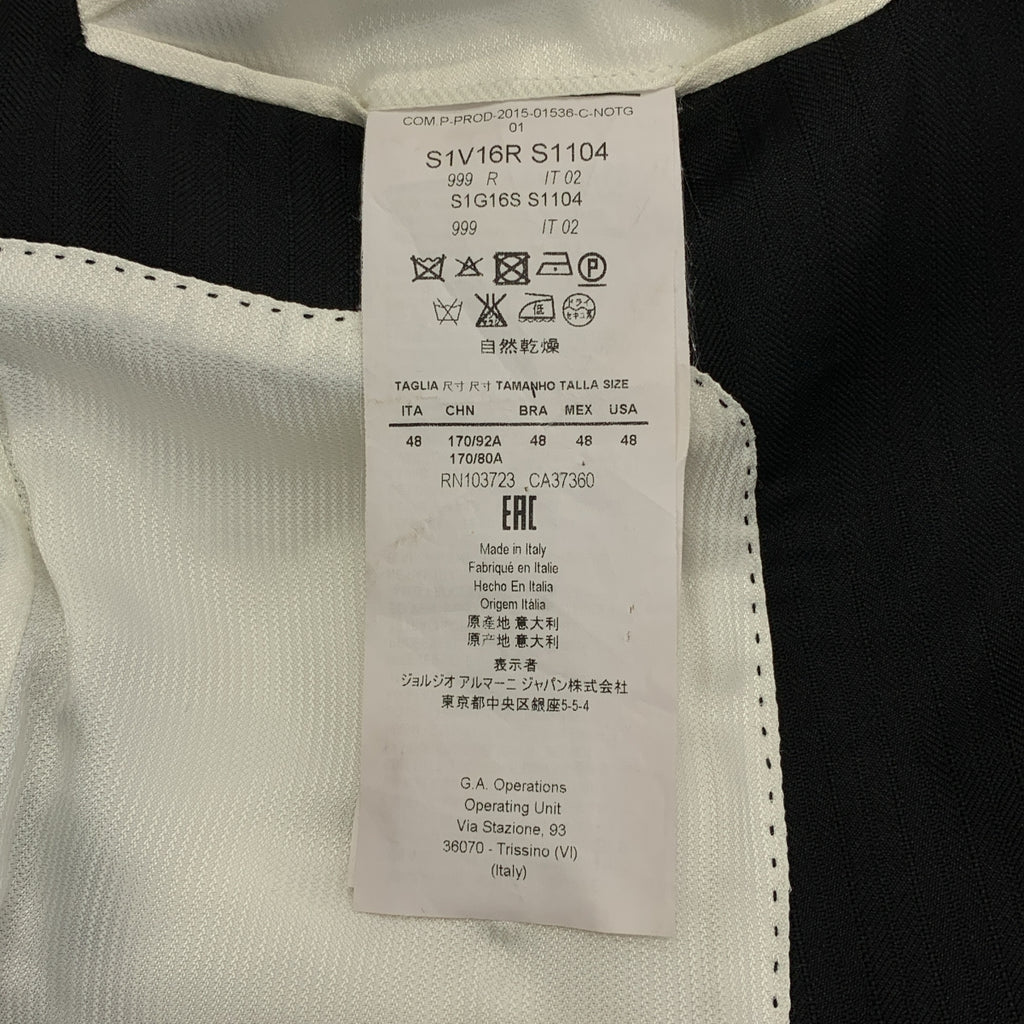 COM.P-PROD-2015-01536-C-NOTG
01
S1V16R S1104
999 R IT 02
S1G16S S1104
999 IT 02
P
低 ドライ
自然乾燥
TAGLIA 尺寸 尺寸 TAMANHO TALLA SIZE
ITA CHN BRA MEX USA
48 170/92A 48 48 48
170/80A
RN103723 CA37360
EAC
Made in Italy
Fabriqué en Italie
Hecho En Italia
Origem Itália
原產地 意大利
原产地 意大利
表示者
ジョルジオ アルマーニ ジャパン株式会社
東京都中央区銀座5-5-4
G.A. Operations
Operating Unit
Via Stazione, 93
36070 - Trissino (VI)
(Italy)